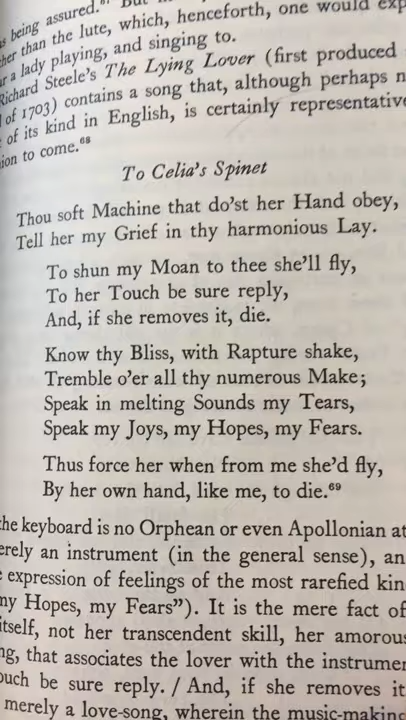 s being assured.⁶⁷ But
her than the lute, which, henceforth, one would exp
r a lady playing, and singing to.
Richard Steele's The Lying Lover (first produced
of 1703) contains a song that, although perhaps n
of its kind in English, is certainly representative
ion to come.⁶⁸
To Celia's Spinet
Thou soft Machine that do'st her Hand obey,
Tell her my Grief in thy harmonious Lay.
To shun my Moan to thee she'll fly,
To her Touch be sure reply,
And, if she removes it, die.
Know thy Bliss, with Rapture shake,
Tremble o'er all thy numerous Make;
Speak in melting Sounds my Tears,
Speak my Joys, my Hopes, my Fears.
Thus force her when from me she'd fly,
By her own hand, like me, to die.⁶⁹
the keyboard is no Orphean or even Apollonian at
erely an instrument (in the general sense), an
expression of feelings of the most rarefied kin
my Hopes, my Fears"). It is the mere fact of
itself, not her transcendent skill, her amorous
ng, that associates the lover with the instrumen
ouch be sure reply. / And, if she removes it
merely a love-song, wherein the music-making